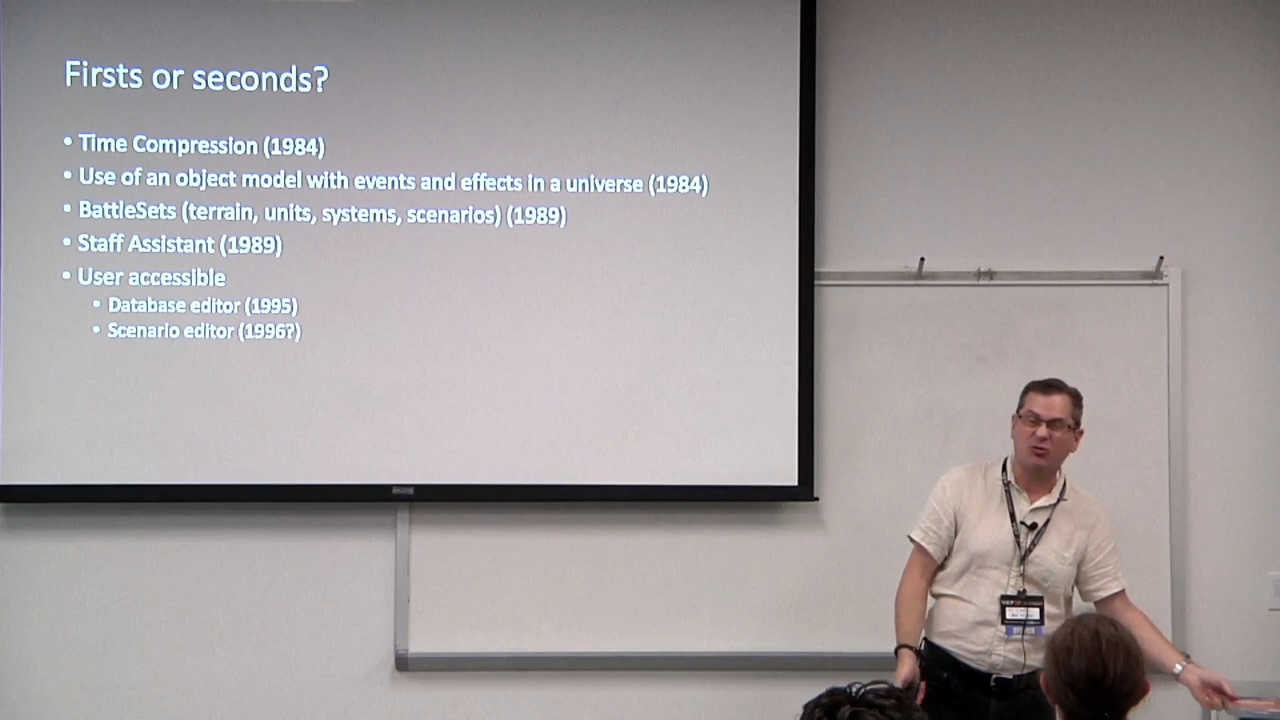 Firsts or seconds?
• Time Compression (1984)
• Use of an object model with events and effects in a universe (1984)
• BattleSets (terrain, units, systems, scenarios) (1989)
• Staff Assistant (1989)
• User accessible
• Database editor (1995)
• Scenario editor (1996?)